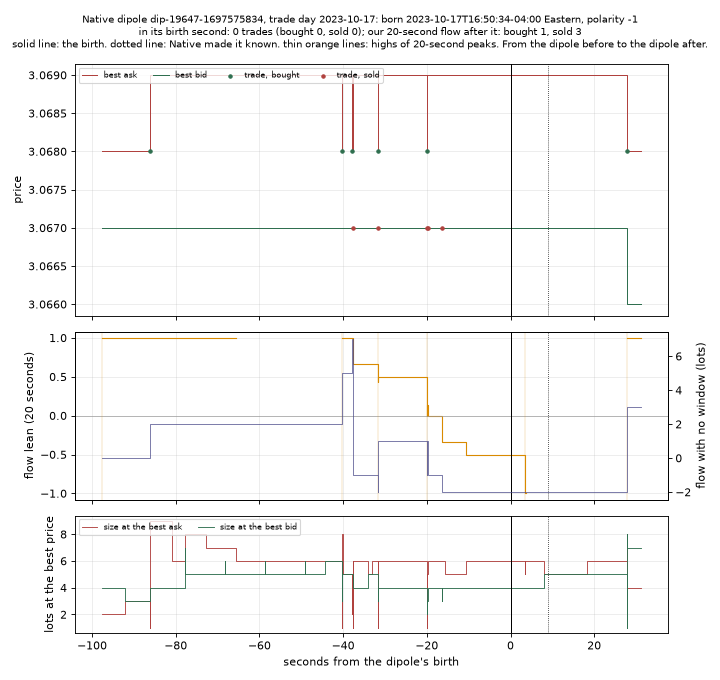 Native dipole dip-19647-1697575834, trade day 2023-10-17: born 2023-10-17T16:50:34-04:00 Eastern, polarity -1
in its birth second: 0 trades (bought 0, sold 0); our 20-second flow after it: bought 1, sold 3
solid line: the birth. dotted line: Native made it known. thin orange lines: highs of 20-second peaks. From the dipole before to the dipole after.
best ask best bid trade, bought trade, sold
3.0690
3.0685
3.0680
3.0675
3.0670
3.0665
3.0660
price
1.0
0.5
0.0
−0.5
−1.0
flow lean (20 seconds)
6
4
2
0
−2
flow with no window (lots)
size at the best ask size at the best bid
8
6
4
2
lots at the best price
−100 −80 −60 −40 −20 0 20
seconds from the dipole's birth